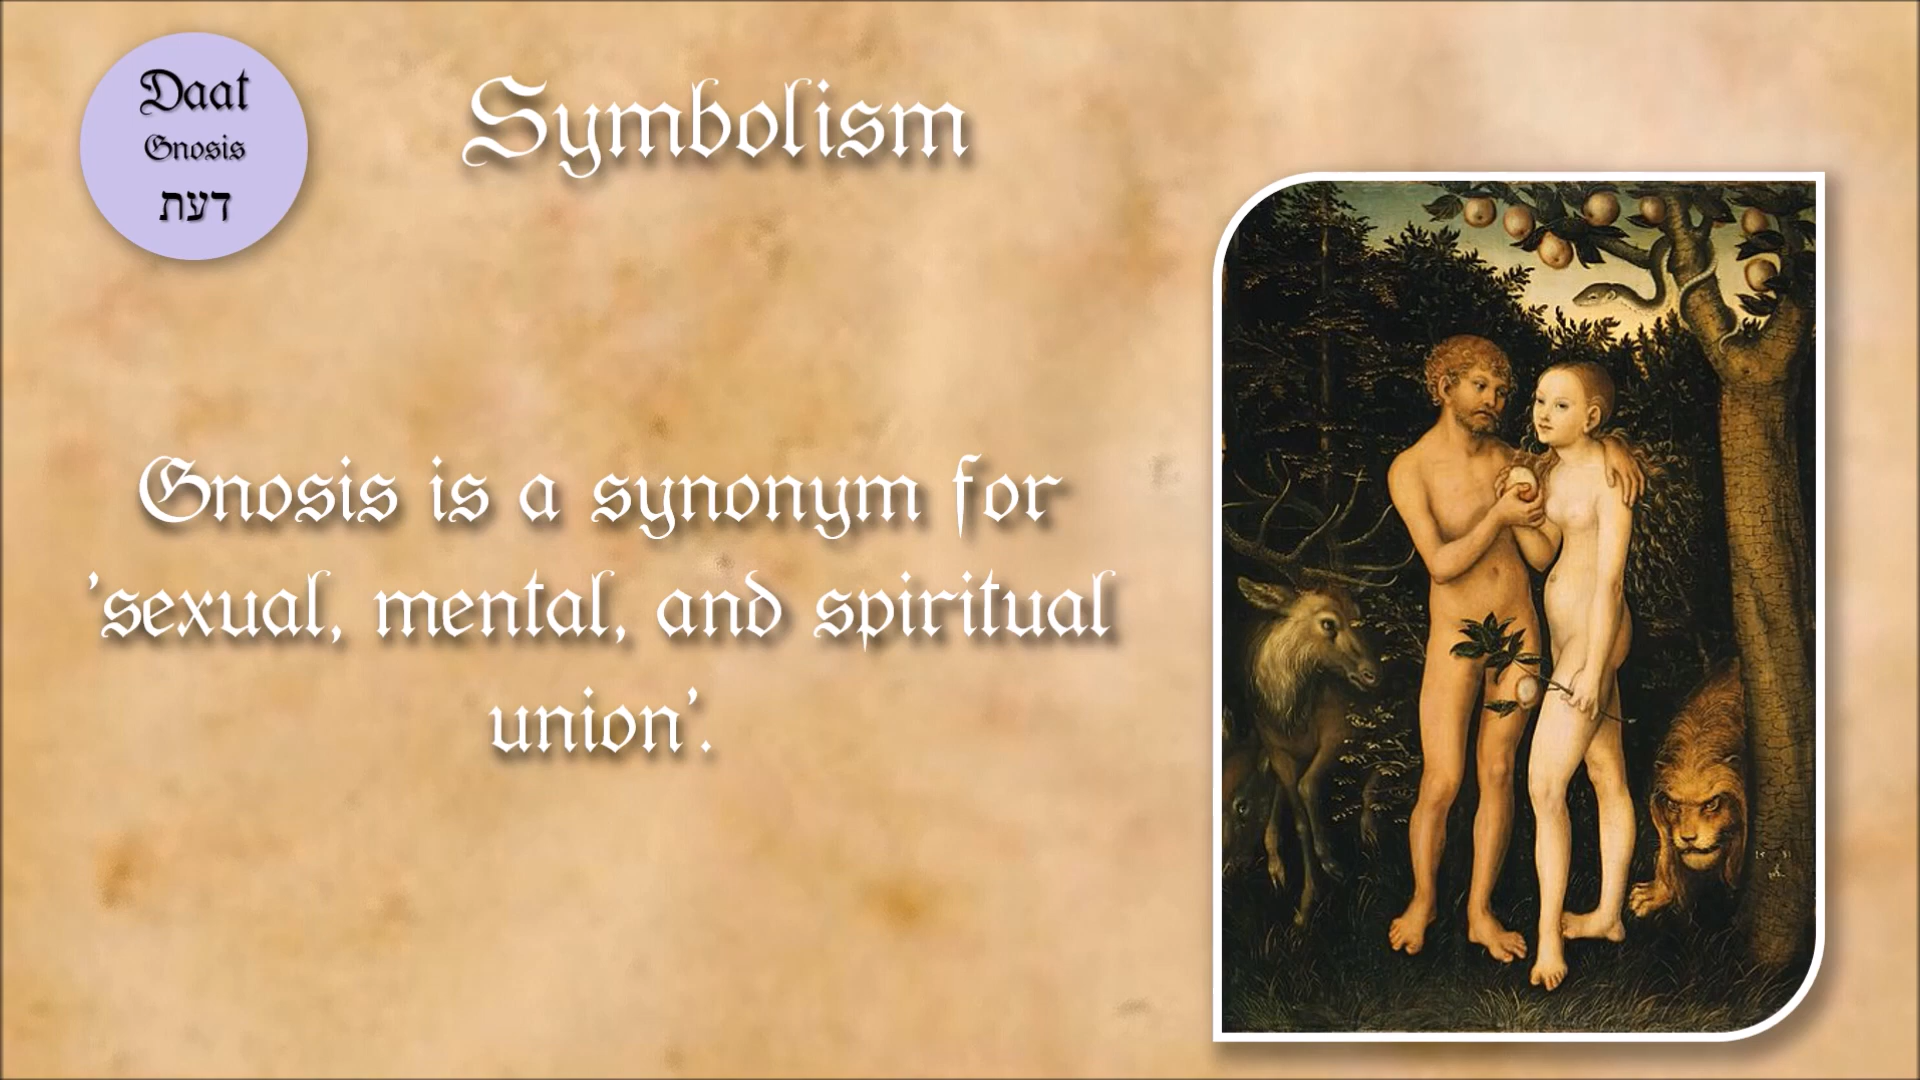 Daat
Gnosis
דעת
Symbolism
Gnosis is a synonym for
'sexual, mental, and spiritual
union'.